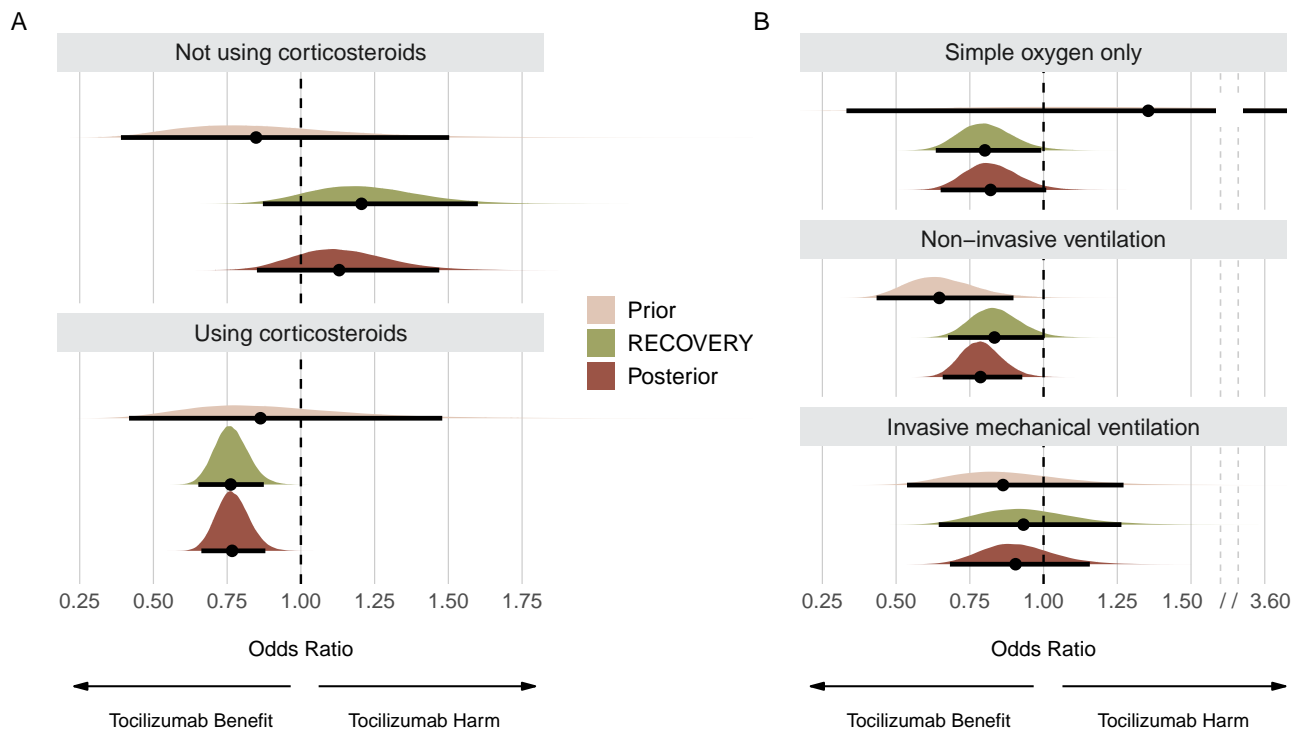 A
Not using corticosteroids
Using corticosteroids
0.25 0.50 0.75 1.00 1.25 1.50 1.75
Odds Ratio
Tocilizumab Benefit Tocilizumab Harm
Prior
RECOVERY
Posterior
B
Simple oxygen only
Non−invasive ventilation
Invasive mechanical ventilation
0.25 0.50 0.75 1.00 1.25 1.50 // 3.60
Odds Ratio
Tocilizumab Benefit Tocilizumab Harm